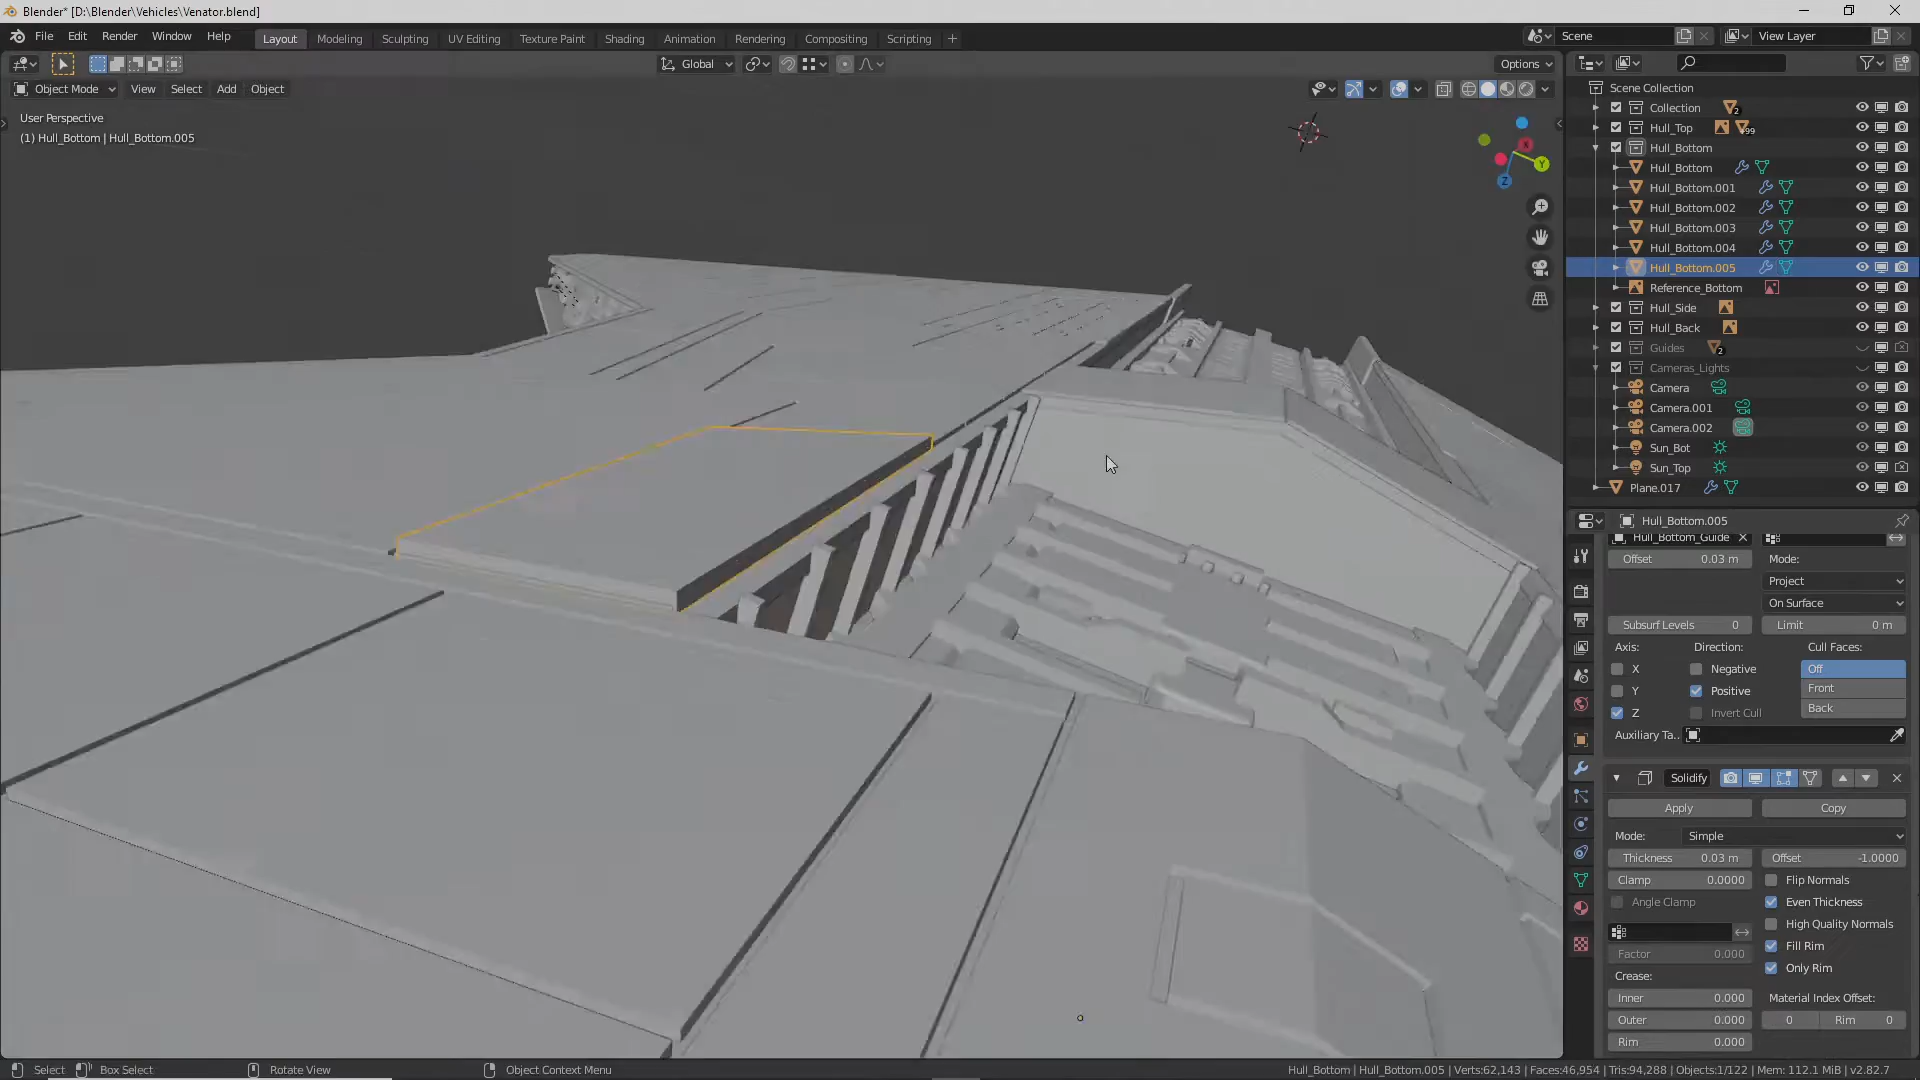 Blender* [D:\Blender\Vehicles\Venator.blend]
File Edit Render Window Help Layout Modeling Sculpting UV Editing Texture Paint Shading Animation Rendering Compositing Scripting + Scene View Layer
Global Options
Object Mode View Select Add Object
User Perspective
(1) Hull_Bottom | Hull_Bottom.005
X
Y
Z
Scene Collection
Collection 2
Hull_Top 99
Hull_Bottom
Hull_Bottom
Hull_Bottom.001
Hull_Bottom.002
Hull_Bottom.003
Hull_Bottom.004
Hull_Bottom.005
Reference_Bottom
Hull_Side
Hull_Back
Guides 2
Cameras_Lights
Camera
Camera.001
Camera.002
Sun_Bot
Sun_Top
Plane.017
Hull_Bottom.005
Hull_Bottom_Guide
Offset 0.03 m Mode:
Project
On Surface
Subsurf Levels 0 Limit 0 m
Axis: Direction: Cull Faces:
X Negative Off
Y Positive Front
Z Invert Cull Back
Auxiliary Ta..
Solidify
Apply Copy
Mode: Simple
Thickness 0.03 m Offset -1.0000
Clamp 0.0000 Flip Normals
Angle Clamp Even Thickness
High Quality Normals
Fill Rim
Factor 0.000
Only Rim
Crease:
Inner 0.000 Material Index Offset:
Outer 0.000 0 Rim 0
Rim 0.000
Select Box Select Rotate View Object Context Menu Hull_Bottom | Hull_Bottom.005 | Verts:62,143 | Faces:46,954 | Tris:94,288 | Objects:1/122 | Mem: 112.1 MiB | v2.82.7